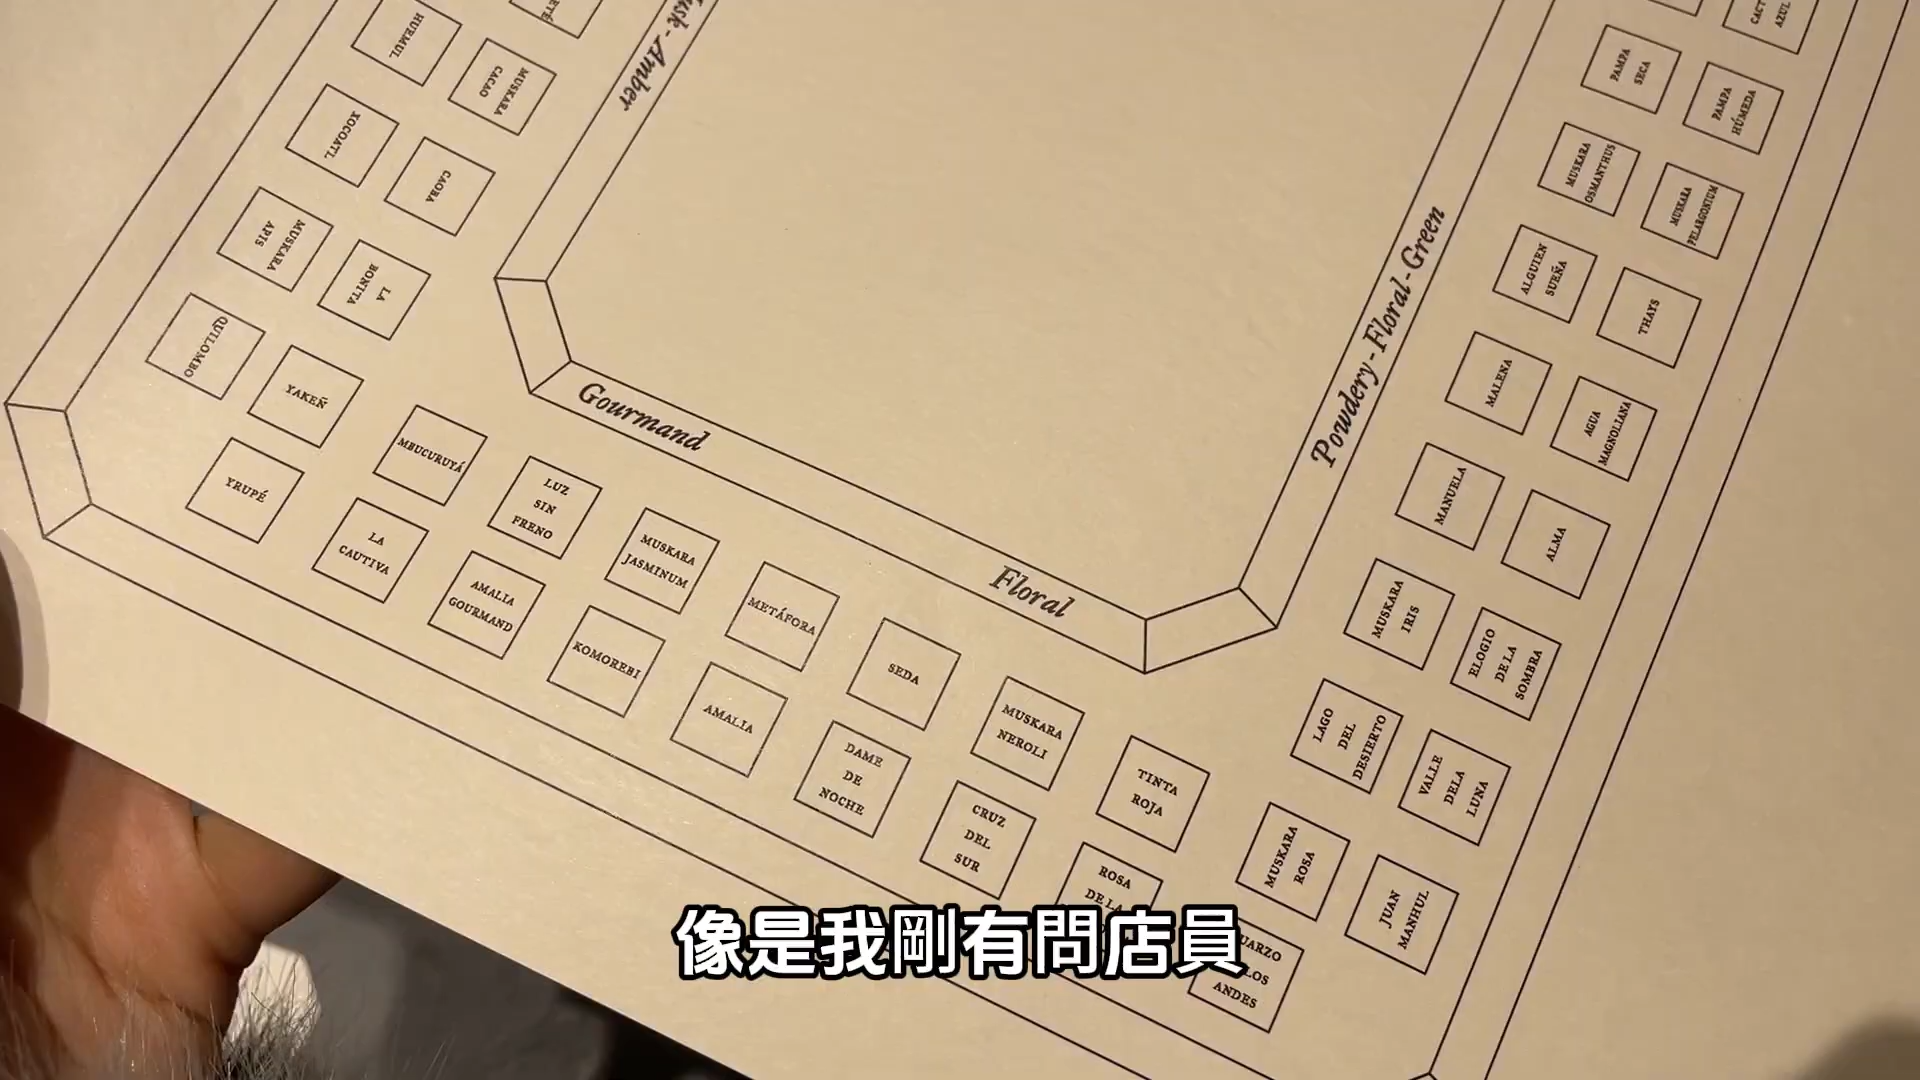 HUEMUL
MUSKARA
CACAO
XOCOATL
CAOBA
MUSKARA
APIS
LA
BONITA
QUILOMBO
YAKEÑ
YRUPÉ
Amber
Gourmand
Floral
Powdery - Floral - Green
MBUCURUYÁ
LA
CAUTIVA
LUZ
SIN
FRENO
AMALIA
GOURMAND
MUSKARA
JASMINUM
KOMOREBI
METÁFORA
AMALIA
SEDA
DAME
DE
NOCHE
MUSKARA
NEROLI
CRUZ
DEL
SUR
TINTA
ROJA
ROSA
DE LA
LOS
ANDES
AZUL
PAMPA
SECA
PAMPA
HÚMEDA
MUSKARA
OSMANTHUS
MUSKARA
PELARGONIUM
ALGUIEN
SUEÑA
THAYS
MALENA
AGUA
MAGNOLIANA
MANUELA
ALMA
MUSKARA
IRIS
ELOGIO
DE LA
SOMBRA
LAGO
DEL
DESIERTO
VALLE
DELA
LUNA
MUSKARA
ROSA
JUAN
MANHUL
像是我剛有問店員